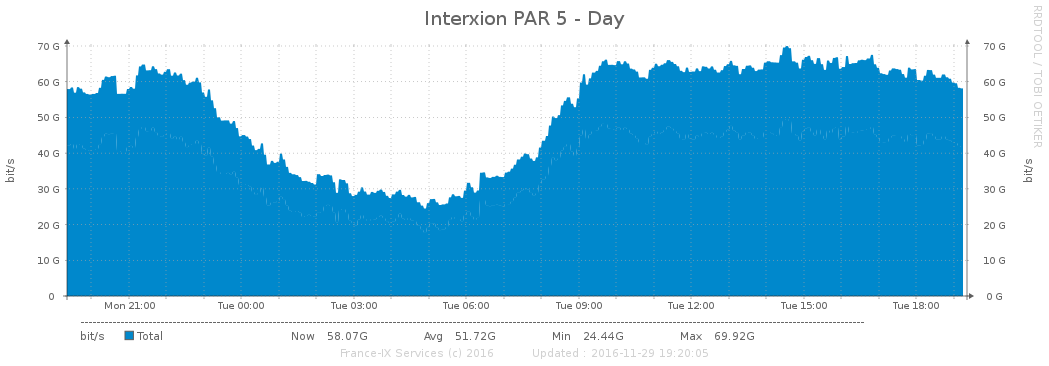 Interxion PAR 5 - Day
RRDTOOL / TOBI OETIKER
70 G 70 G
60 G 60 G
50 G 50 G
40 G 40 G
30 G 30 G
20 G 20 G
10 G 10 G
0 0 G
bit/s bit/s
Mon 21:00 Tue 00:00 Tue 03:00 Tue 06:00 Tue 09:00 Tue 12:00 Tue 15:00 Tue 18:00
bit/s Total Now 58.07G Avg 51.72G Min 24.44G Max 69.92G
France-IX Services (c) 2016 Updated : 2016-11-29 19:20:05